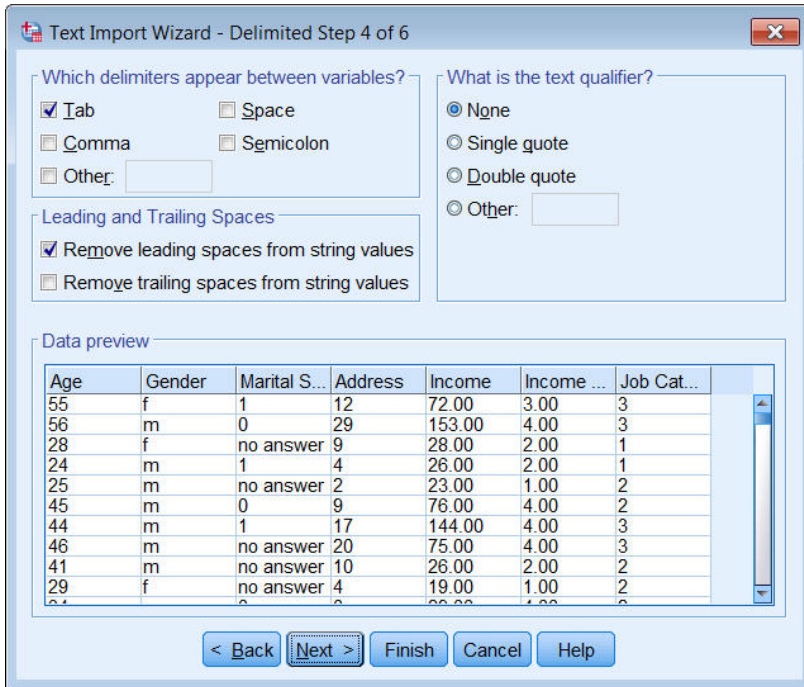 Text Import Wizard - Delimited Step 4 of 6
Which delimiters appear between variables?
Tab
Space
Comma
Semicolon
Other:
Leading and Trailing Spaces
Remove leading spaces from string values
Remove trailing spaces from string values
What is the text qualifier?
None
Single quote
Double quote
Other:
Data preview
Age Gender Marital S... Address Income Income ... Job Cat...
55 f 1 12 72.00 3.00 3
56 m 0 29 153.00 4.00 3
28 f no answer 9 28.00 2.00 1
24 m 1 4 26.00 2.00 1
25 m no answer 2 23.00 1.00 2
45 m 0 9 76.00 4.00 2
44 m 1 17 144.00 4.00 3
46 m no answer 20 75.00 4.00 3
41 m no answer 10 26.00 2.00 2
29 f no answer 4 19.00 1.00 2
< Back Next > Finish Cancel Help